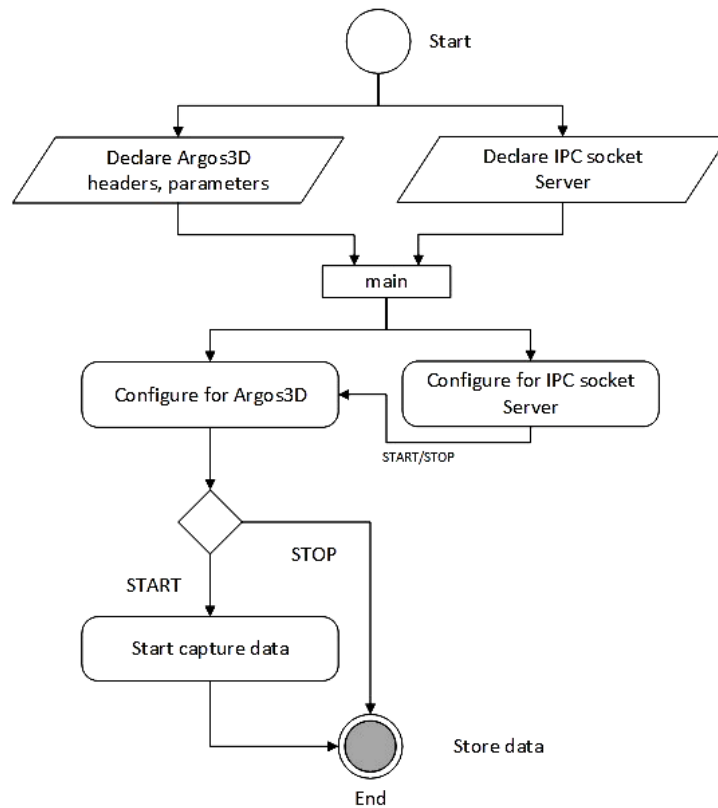 Start
Declare Argos3D
headers, parameters
Declare IPC socket
Server
main
Configure for Argos3D
Configure for IPC socket
Server
START/STOP
STOP
START
Start capture data
Store data
End